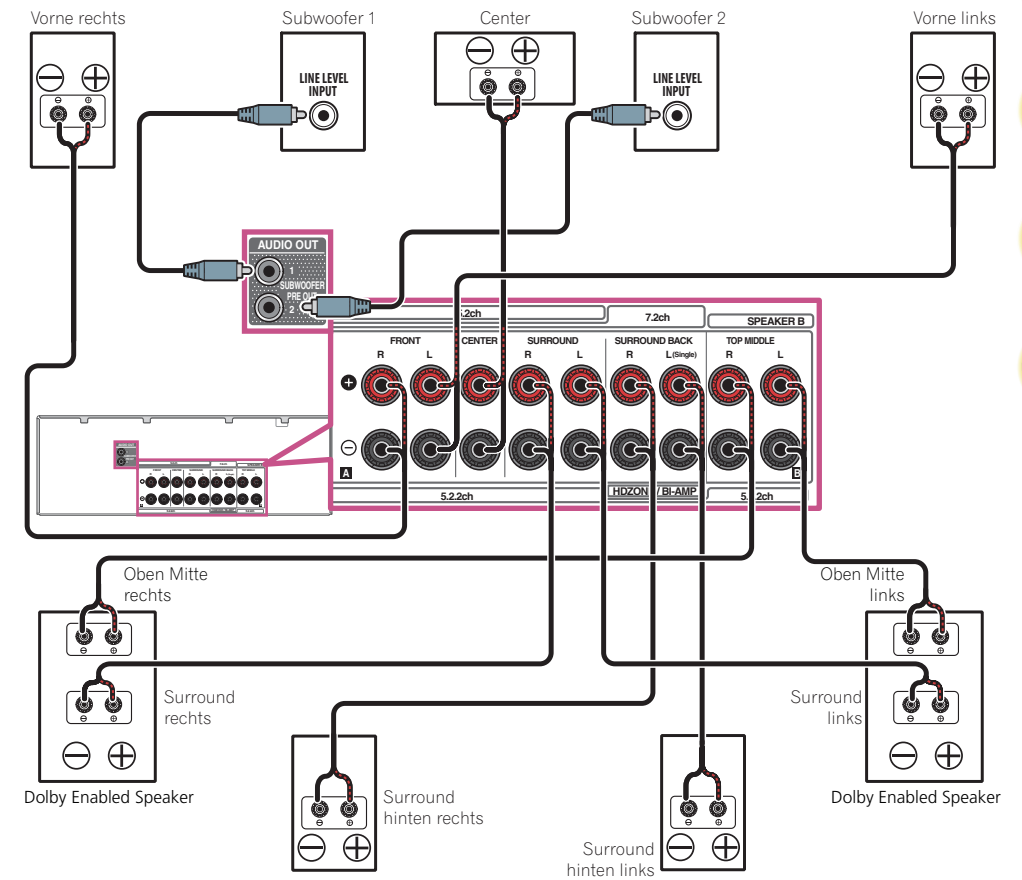 Vorne rechts
Subwoofer 1
Center
Subwoofer 2
Vorne links
LINE LEVEL
INPUT
LINE LEVEL
INPUT
AUDIO OUT
1
SUBWOOFER
PRE OUT
2
.2ch
7.2ch
SPEAKER B
FRONT
CENTER
SURROUND
SURROUND BACK
TOP MIDDLE
R
L
R
L
R
L (Single)
R
L
A
B
5.2.2ch
HDZONE / BI-AMP
2ch
Oben Mitte
rechts
Oben Mitte
links
Surround
rechts
Surround
links
Dolby Enabled Speaker
Dolby Enabled Speaker
Surround
hinten rechts
Surround
hinten links